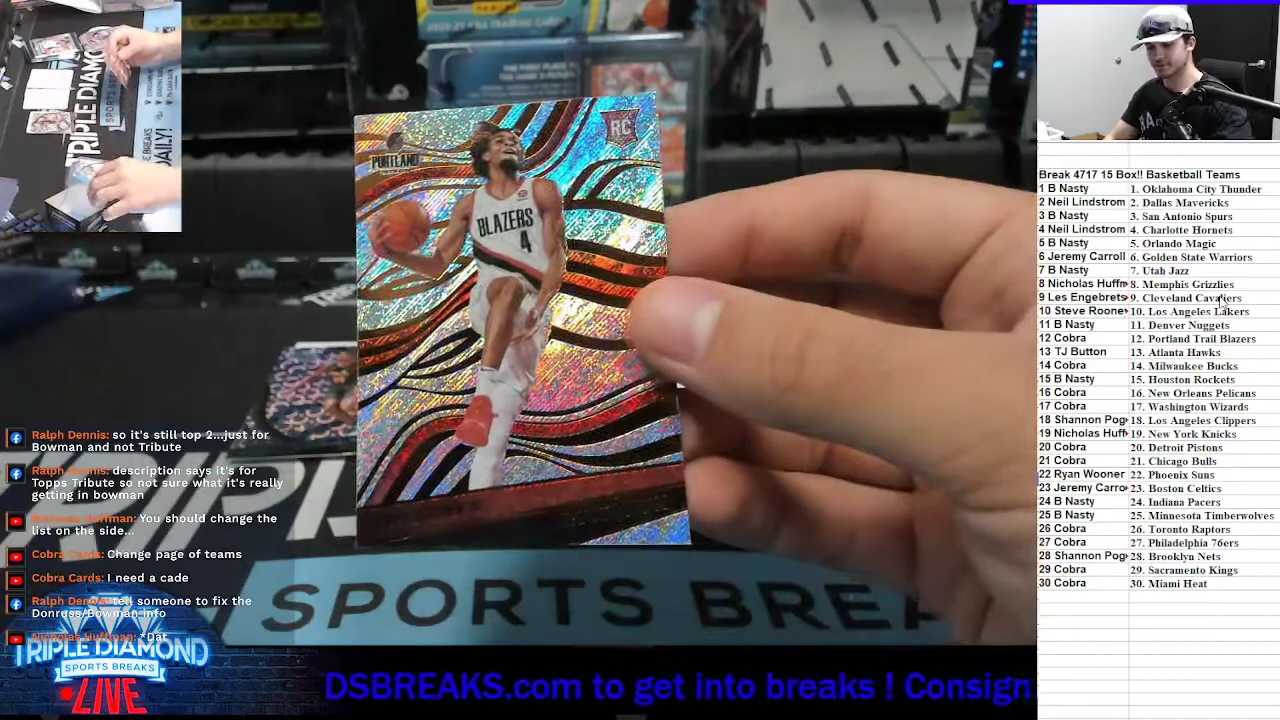 TRIPLE DIAMOND
SPORTS BREAKS
DAILY!
RC
PORTLAND
BLAZERS
4
SPORTS BREA
Ralph Dennis: so it's still top 2...just for
Bowman and not Tribute
Ralph Dennis: description says it's for
Topps Tribute so not sure what it's really
getting in bowman
Nicholas Huffman: You should change the
list on the side...
Cobra Cards: Change page of teams
Cobra Cards: I need a cade
Ralph Dennis: tell someone to fix the
Donruss/Bowman info
Nicholas Huffman: *Dat
TRIPLE DIAMOND
SPORTS BREAKS
LIVE
DSBREAKS.com to get into breaks ! Consign
Break 4717 15 Box!! Basketball Teams
1 B Nasty 1. Oklahoma City Thunder
2 Neil Lindstrom 2. Dallas Mavericks
3 B Nasty 3. San Antonio Spurs
4 Neil Lindstrom 4. Charlotte Hornets
5 B Nasty 5. Orlando Magic
6 Jeremy Carroll 6. Golden State Warriors
7 B Nasty 7. Utah Jazz
8 Nicholas Huffm 8. Memphis Grizzlies
9 Les Engebrets 9. Cleveland Cavaliers
10 Steve Roone 10. Los Angeles Lakers
11 B Nasty 11. Denver Nuggets
12 Cobra 12. Portland Trail Blazers
13 TJ Button 13. Atlanta Hawks
14 Cobra 14. Milwaukee Bucks
15 B Nasty 15. Houston Rockets
16 Cobra 16. New Orleans Pelicans
17 Cobra 17. Washington Wizards
18 Shannon Pog 18. Los Angeles Clippers
19 Nicholas Huff 19. New York Knicks
20 Cobra 20. Detroit Pistons
21 Cobra 21. Chicago Bulls
22 Ryan Wooner 22. Phoenix Suns
23 Jeremy Carro 23. Boston Celtics
24 B Nasty 24. Indiana Pacers
25 B Nasty 25. Minnesota Timberwolves
26 Cobra 26. Toronto Raptors
27 Cobra 27. Philadelphia 76ers
28 Shannon Pog 28. Brooklyn Nets
29 Cobra 29. Sacramento Kings
30 Cobra 30. Miami Heat